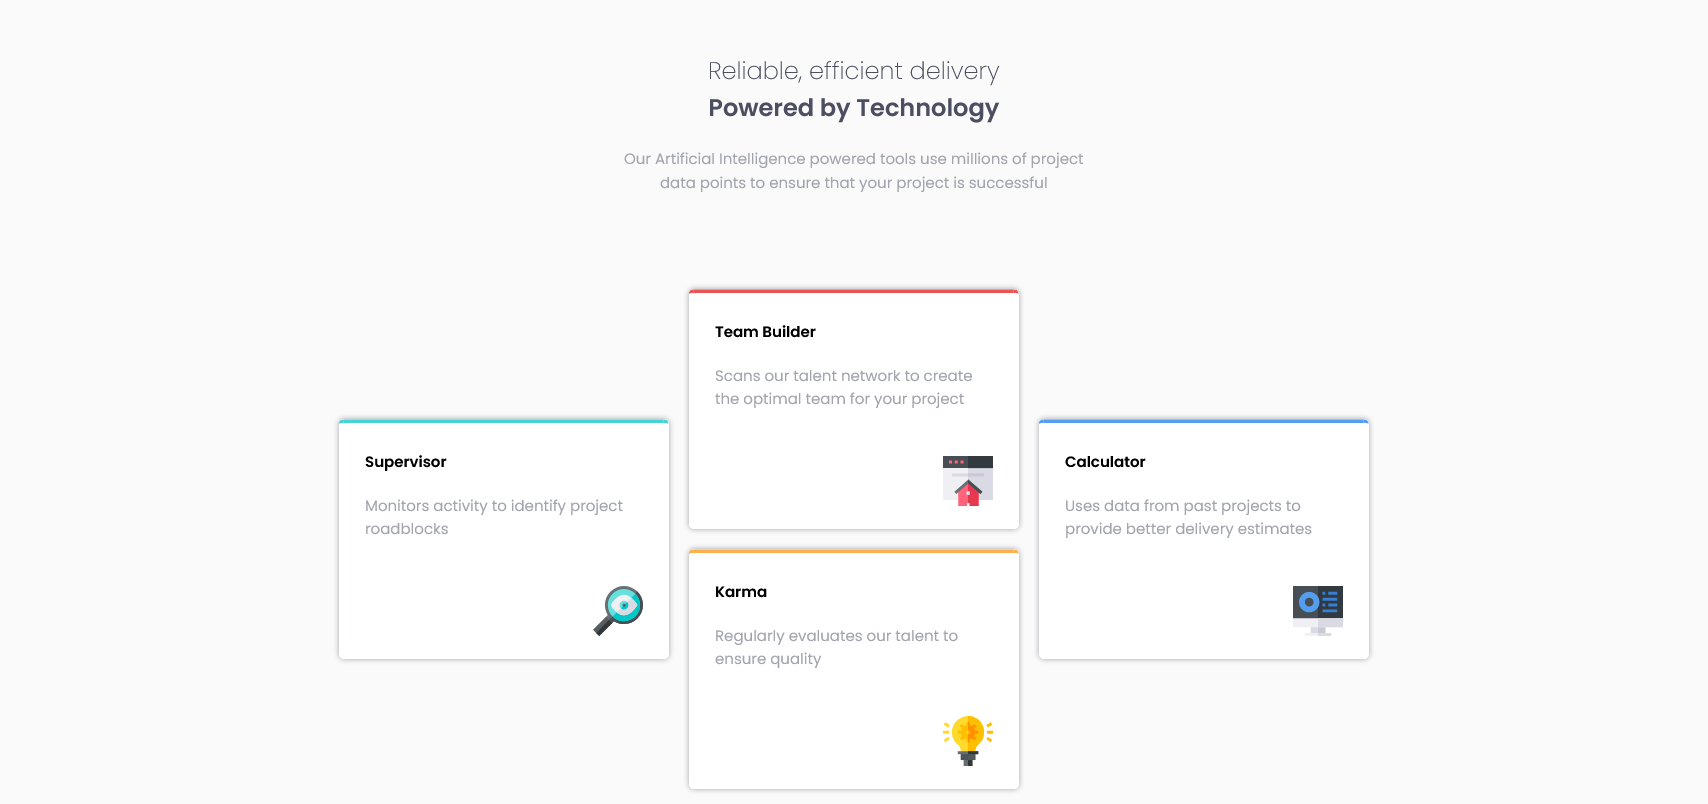 Reliable, efficient delivery
Powered by Technology
Our Artificial Intelligence powered tools use millions of project
data points to ensure that your project is successful
Supervisor
Monitors activity to identify project
roadblocks
Team Builder
Scans our talent network to create
the optimal team for your project
Karma
Regularly evaluates our talent to
ensure quality
Calculator
Uses data from past projects to
provide better delivery estimates